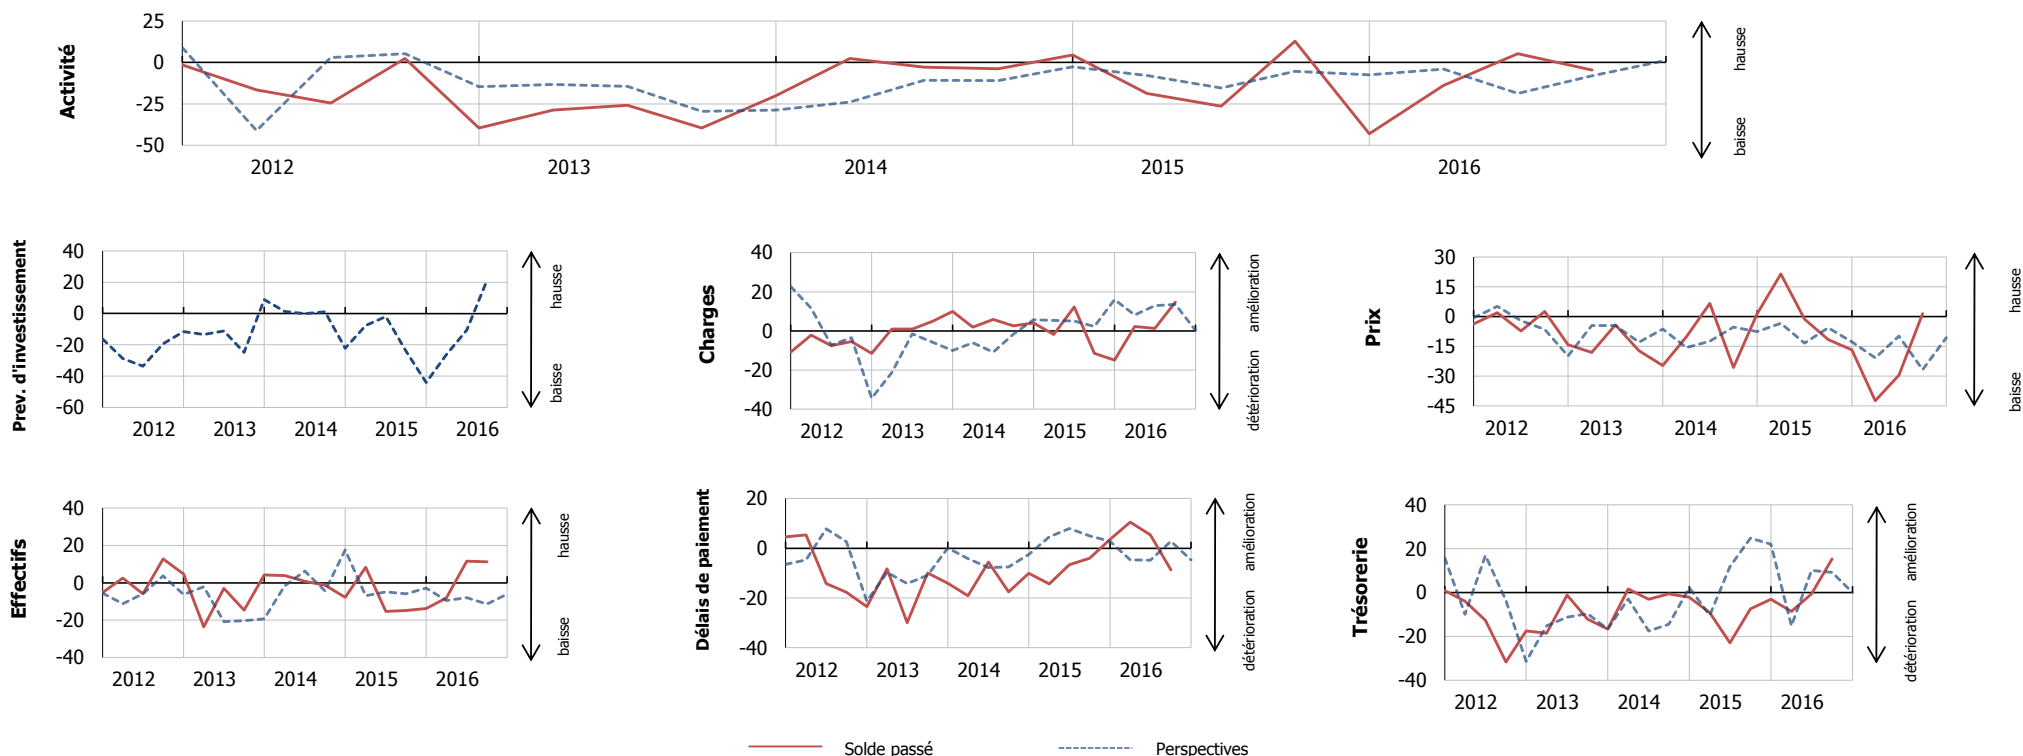 Activité
25
0
-25
-50
2012 2013 2014 2015 2016
hausse
baisse
Prev. d'investissement
40
20
0
-20
-40
-60
2012 2013 2014 2015 2016
hausse
baisse
Charges
40
20
0
-20
-40
2012 2013 2014 2015 2016
amélioration
détérioration
Prix
30
15
0
-15
-30
-45
2012 2013 2014 2015 2016
hausse
baisse
Effectifs
40
20
0
-20
-40
2012 2013 2014 2015 2016
hausse
baisse
Délais de paiement
20
0
-20
-40
2012 2013 2014 2015 2016
amélioration
détérioration
Trésorerie
40
20
0
-20
-40
2012 2013 2014 2015 2016
amélioration
détérioration
Solde passé Perspectives